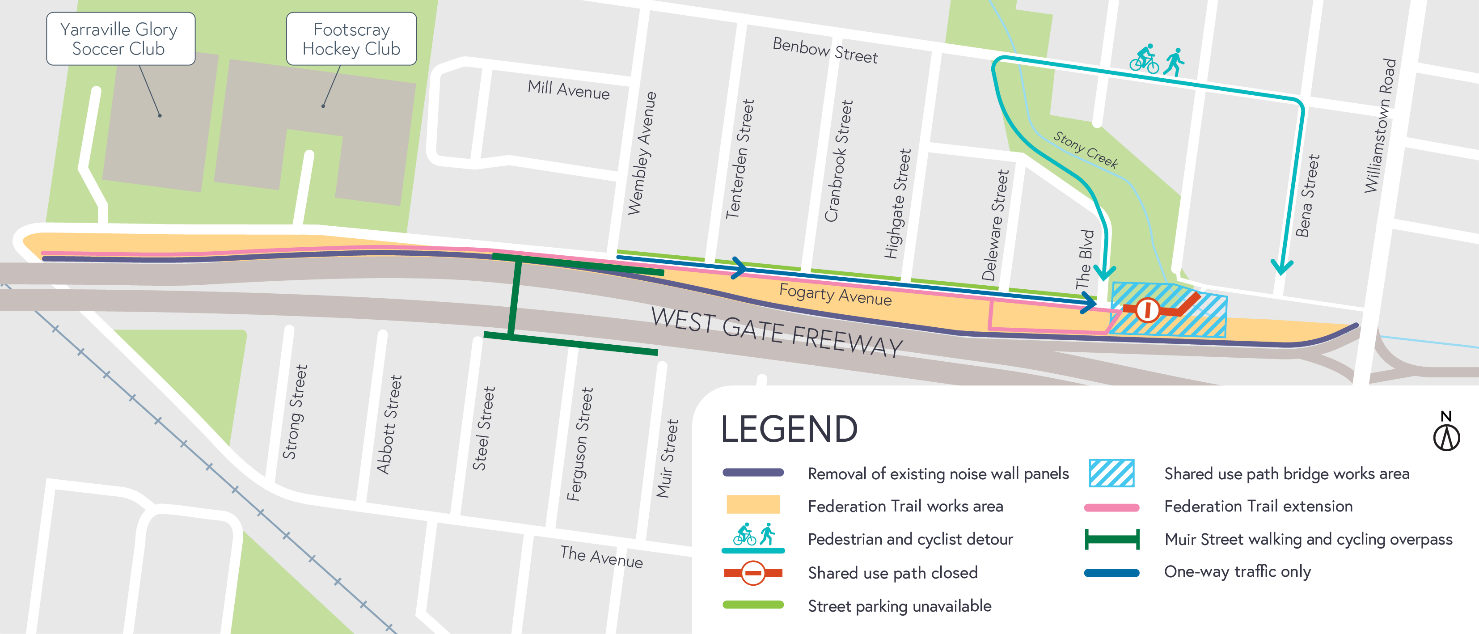 Yarraville Glory
Soccer Club
Footscray
Hockey Club
Benbow Street
Mill Avenue
Wembley Avenue
Tenterden Street
Cranbrook Street
Highgate Street
Deleware Street
Stony Creek
The Blvd
Bena Street
Williamstown Road
Fogarty Avenue
WEST GATE FREEWAY
Strong Street
Abbott Street
Steel Street
Ferguson Street
Muir Street
The Avenue
LEGEND
N
Removal of existing noise wall panels
Federation Trail works area
Pedestrian and cyclist detour
Shared use path closed
Street parking unavailable
Shared use path bridge works area
Federation Trail extension
Muir Street walking and cycling overpass
One-way traffic only